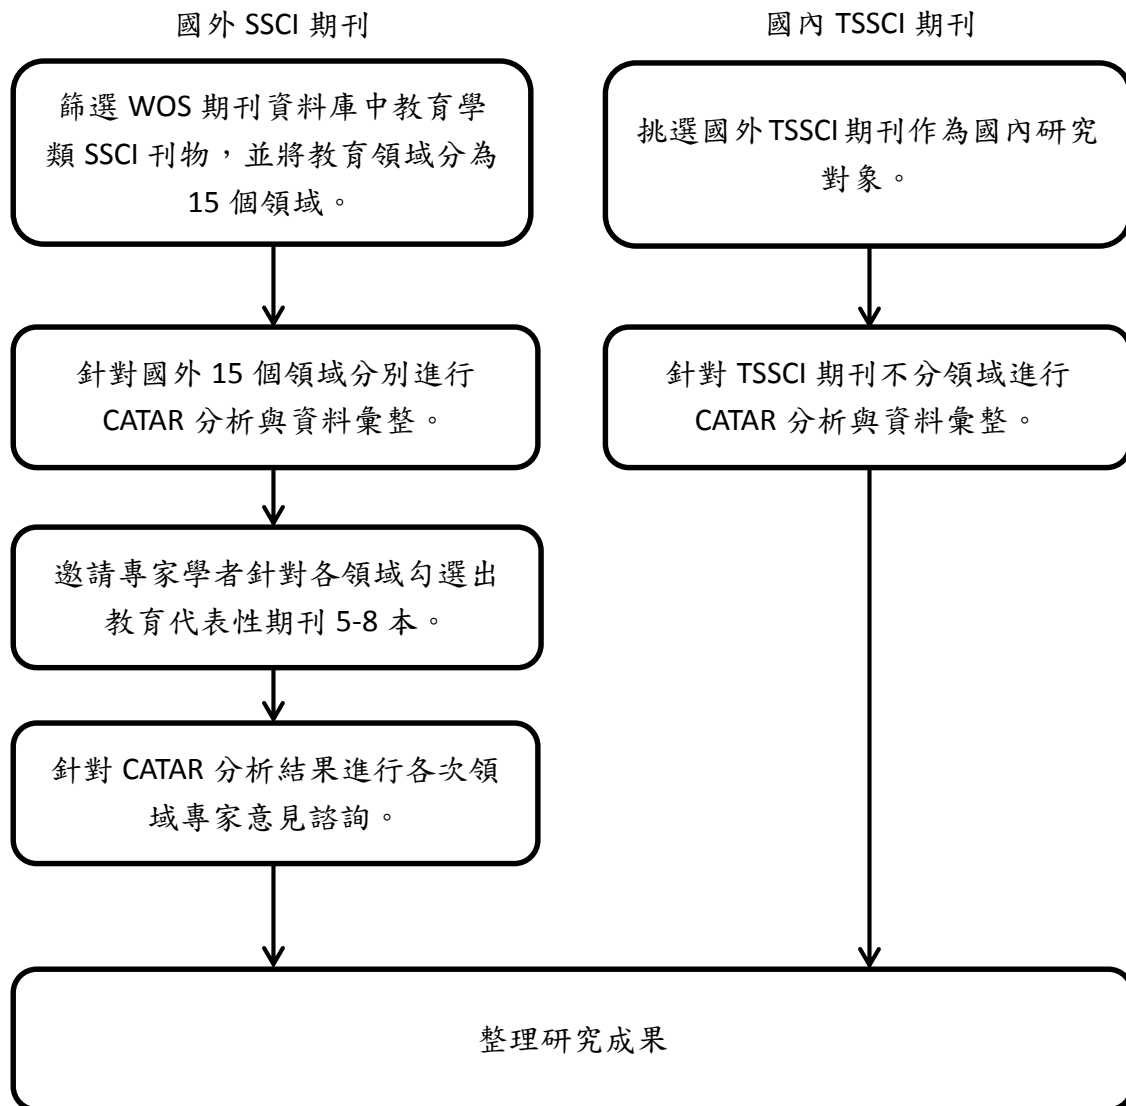 國外 SSCI 期刊
篩選 WOS 期刊資料庫中教育學
類 SSCI 刊物，並將教育領域分為
15 個領域。
針對國外 15 個領域分別進行
CATAR 分析與資料彙整。
邀請專家學者針對各領域勾選出
教育代表性期刊 5-8 本。
針對 CATAR 分析結果進行各次領
域專家意見諮詢。
國內 TSSCI 期刊
挑選國外 TSSCI 期刊作為國內研究
對象。
針對 TSSCI 期刊不分領域進行
CATAR 分析與資料彙整。
整理研究成果